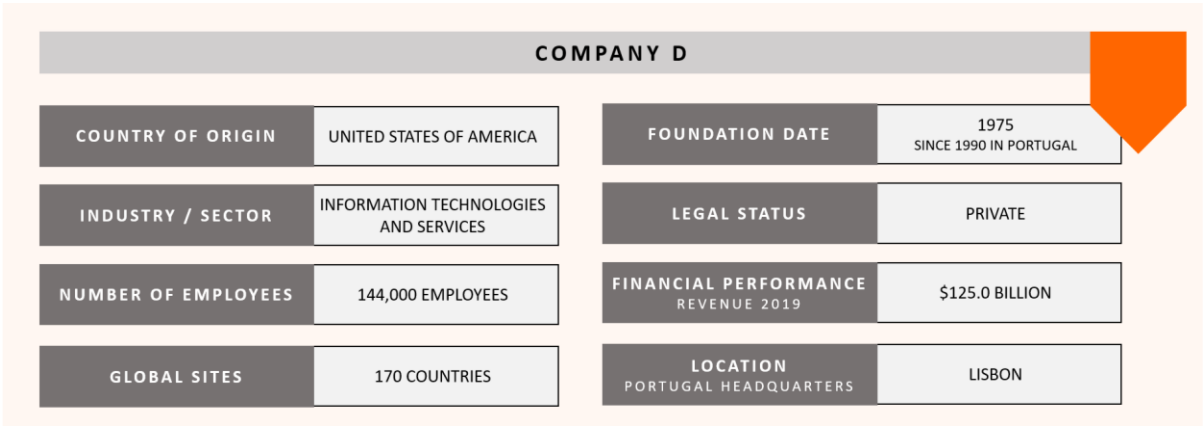 COMPANY D
COUNTRY OF ORIGIN
UNITED STATES OF AMERICA
FOUNDATION DATE
1975
SINCE 1990 IN PORTUGAL
INDUSTRY / SECTOR
INFORMATION TECHNOLOGIES
AND SERVICES
LEGAL STATUS
PRIVATE
NUMBER OF EMPLOYEES
144,000 EMPLOYEES
FINANCIAL PERFORMANCE
REVENUE 2019
$125.0 BILLION
GLOBAL SITES
170 COUNTRIES
LOCATION
PORTUGAL HEADQUARTERS
LISBON